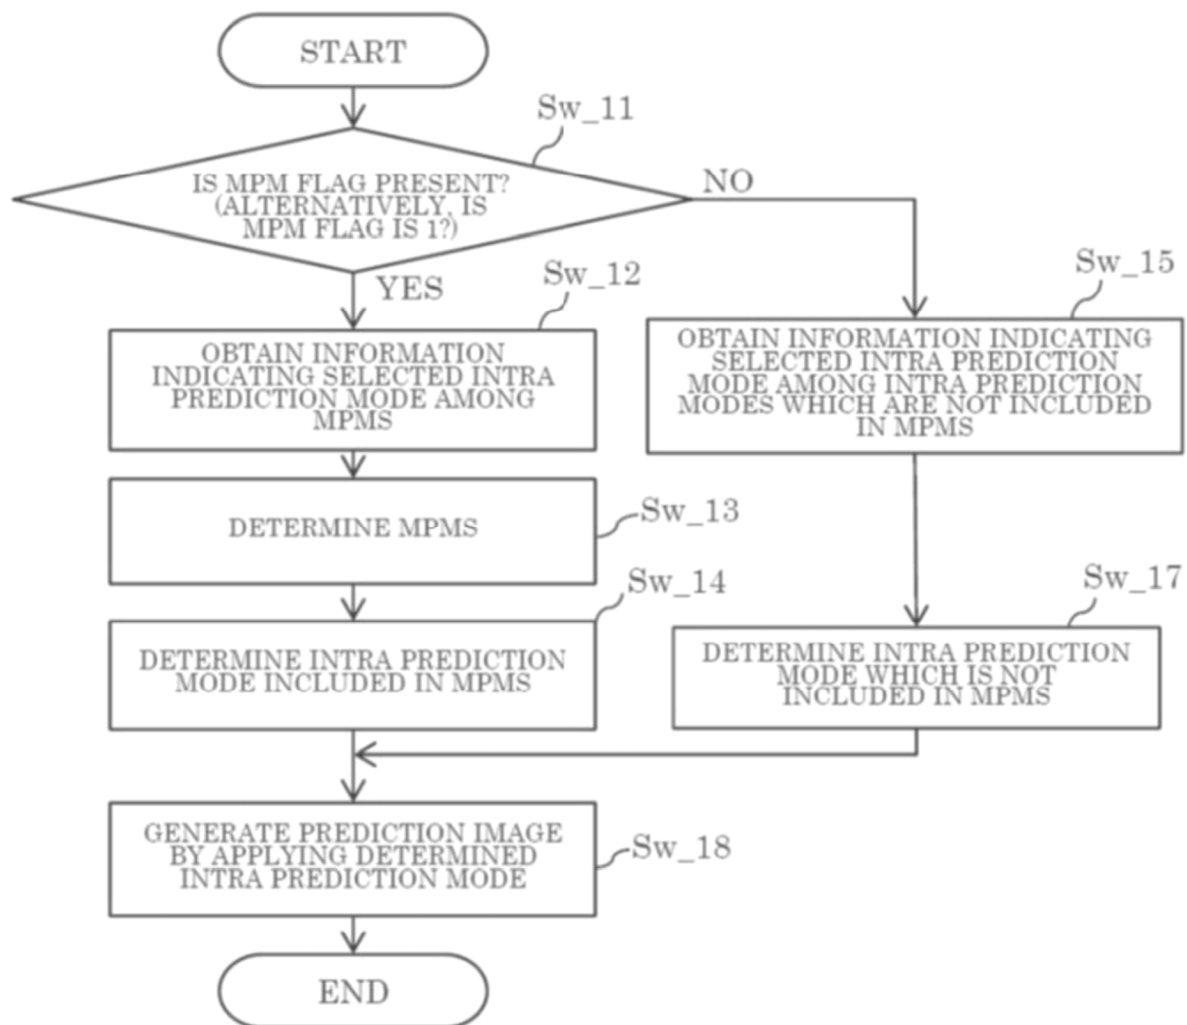 START
Sw_11
IS MPM FLAG PRESENT?
(ALTERNATIVELY, IS
MPM FLAG IS 1?)
NO
YES
Sw_12
OBTAIN INFORMATION
INDICATING SELECTED INTRA
PREDICTION MODE AMONG
MPMS
Sw_15
OBTAIN INFORMATION INDICATING
SELECTED INTRA PREDICTION
MODE AMONG INTRA PREDICTION
MODES WHICH ARE NOT INCLUDED
IN MPMS
DETERMINE MPMS
Sw_13
Sw_14
DETERMINE INTRA PREDICTION
MODE INCLUDED IN MPMS
Sw_17
DETERMINE INTRA PREDICTION
MODE WHICH IS NOT
INCLUDED IN MPMS
GENERATE PREDICTION IMAGE
BY APPLYING DETERMINED
INTRA PREDICTION MODE
Sw_18
END